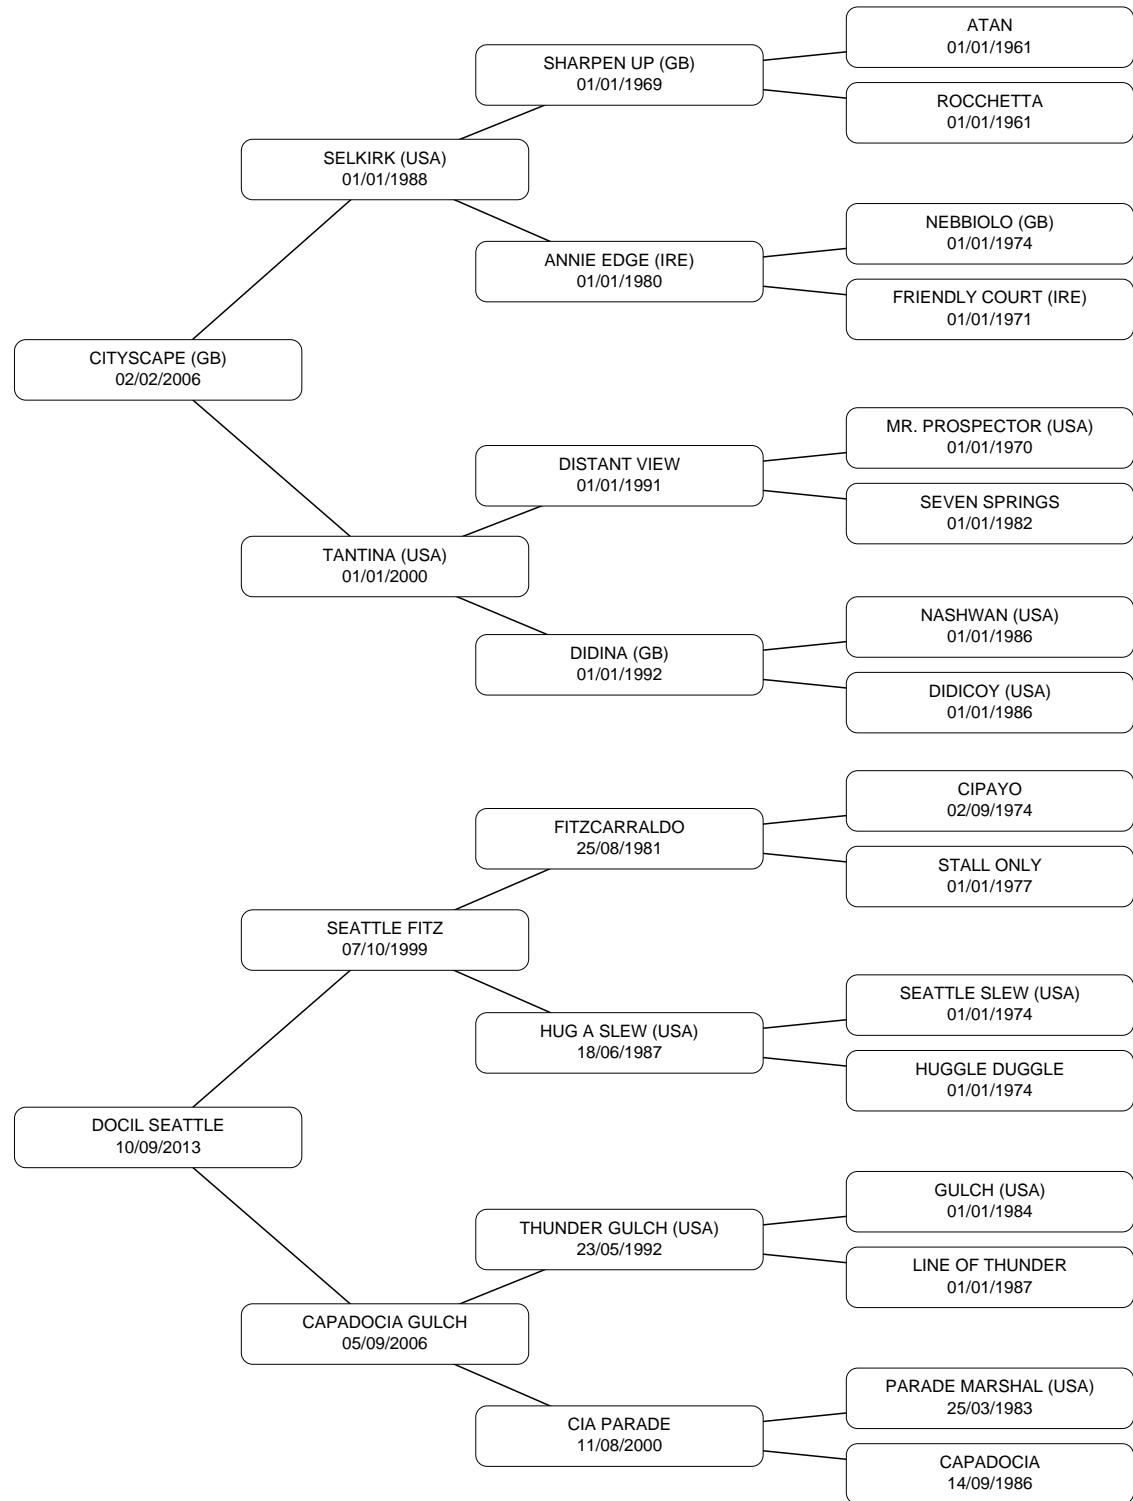 ATAN
01/01/1961
SHARPEN UP (GB)
01/01/1969
ROCCHETTA
01/01/1961
SELKIRK (USA)
01/01/1988
NEBBIOLO (GB)
01/01/1974
ANNIE EDGE (IRE)
01/01/1980
FRIENDLY COURT (IRE)
01/01/1971
CITYSCAPE (GB)
02/02/2006
MR. PROSPECTOR (USA)
01/01/1970
DISTANT VIEW
01/01/1991
SEVEN SPRINGS
01/01/1982
TANTINA (USA)
01/01/2000
NASHWAN (USA)
01/01/1986
DIDINA (GB)
01/01/1992
DIDICOY (USA)
01/01/1986
CIPAYO
02/09/1974
FITZCARRALDO
25/08/1981
STALL ONLY
01/01/1977
SEATTLE FITZ
07/10/1999
SEATTLE SLEW (USA)
01/01/1974
HUG A SLEW (USA)
18/06/1987
HUGGLE DUGGLE
01/01/1974
DOCIL SEATTLE
10/09/2013
GULCH (USA)
01/01/1984
THUNDER GULCH (USA)
23/05/1992
LINE OF THUNDER
01/01/1987
CAPADOCIA GULCH
05/09/2006
PARADE MARSHAL (USA)
25/03/1983
CIA PARADE
11/08/2000
CAPADOCIA
14/09/1986